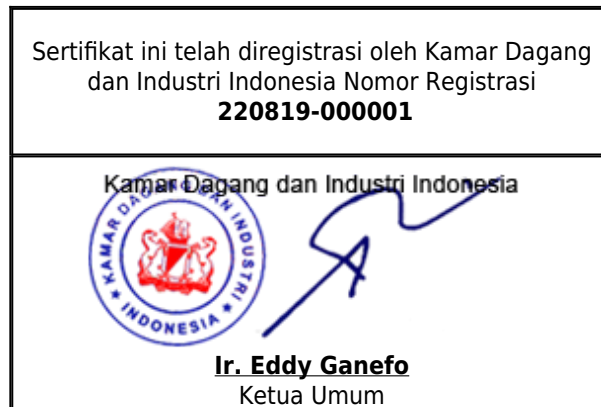 Sertifikat ini telah diregistrasi oleh Kamar Dagang
dan Industri Indonesia Nomor Registrasi
220819-000001
Kamar Dagang dan Industri Indonesia
KAMAR DAGANG DAN INDUSTRI
INDONESIA
Ir. Eddy Ganefo
Ketua Umum